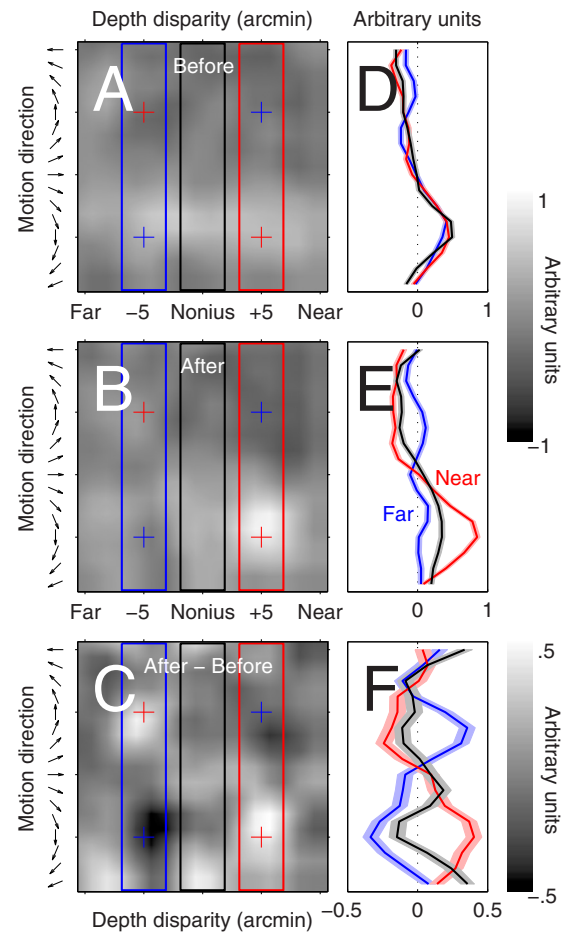 Depth disparity (arcmin) Arbitrary units
A Before D
Motion direction
Far −5 Nonius +5 Near 0 1
B After E
Motion direction
Near
Far
Far −5 Nonius +5 Near 0 1
C After − Before F
Motion direction
Depth disparity (arcmin) −0.5 0 0.5
1
Arbitrary units
−1
.5
Arbitrary units
−.5